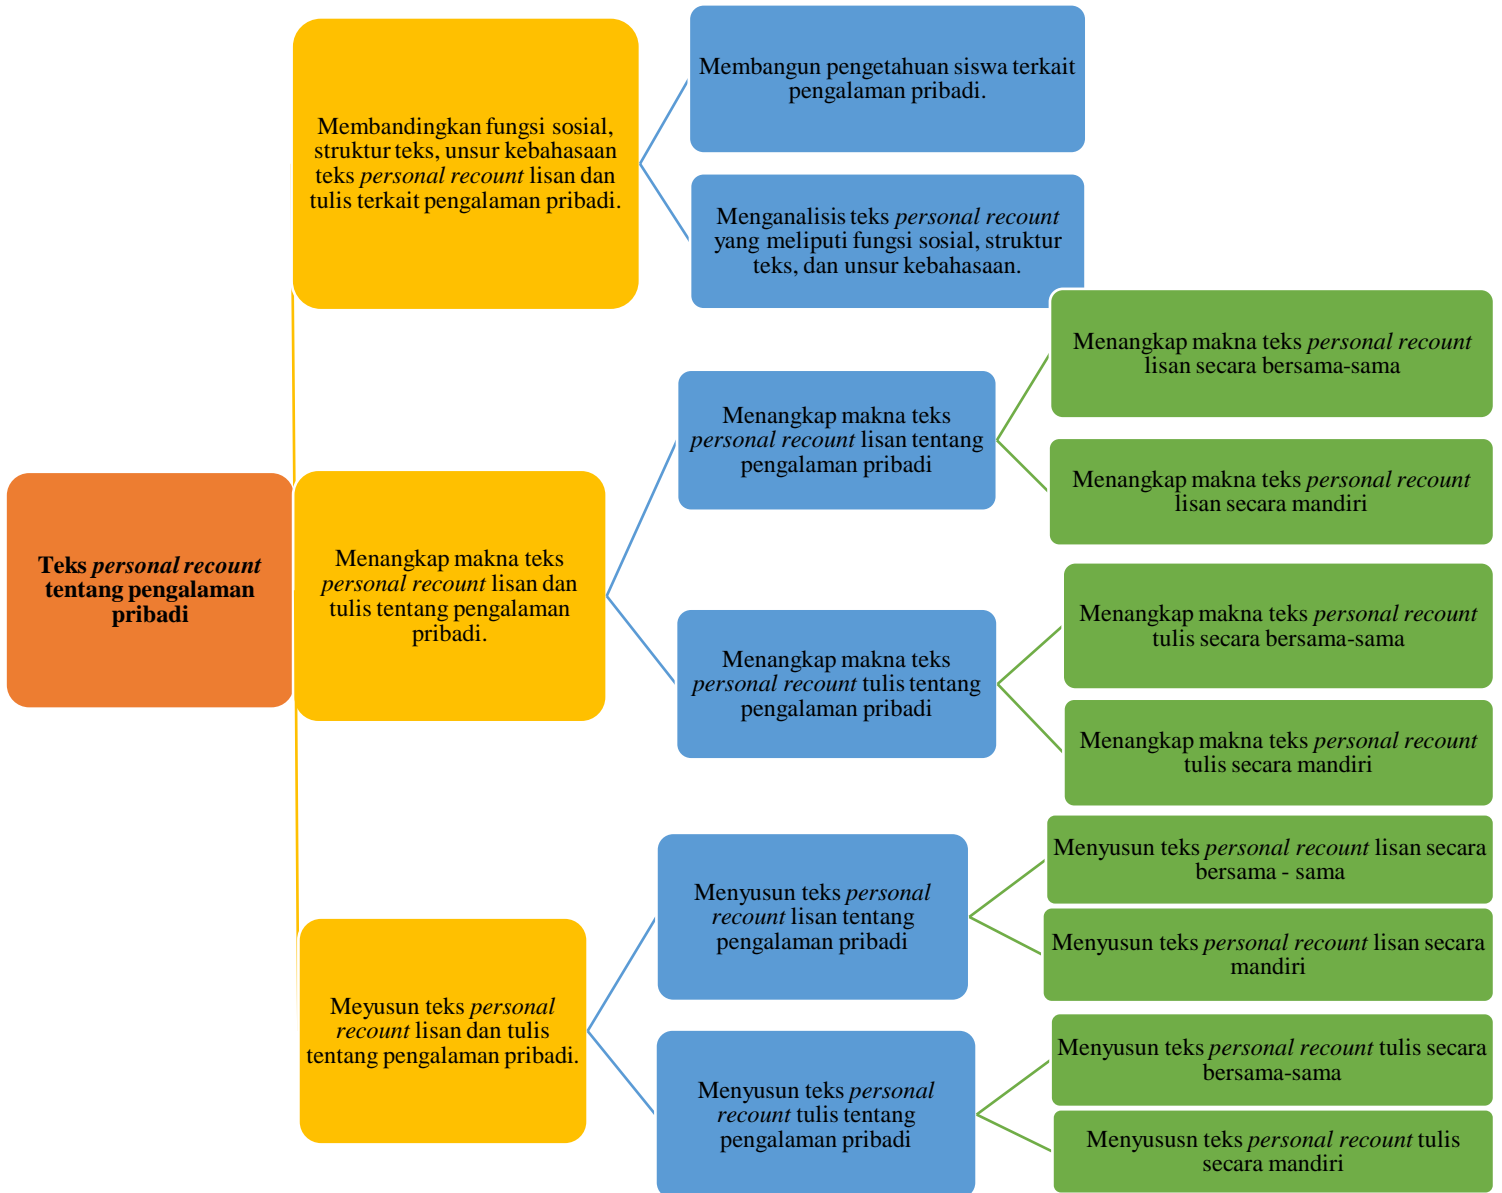 Teks personal recount
tentang pengalaman
pribadi
Membandingkan fungsi sosial,
struktur teks, unsur kebahasaan
teks personal recount lisan dan
tulis terkait pengalaman pribadi.
Membangun pengetahuan siswa terkait
pengalaman pribadi.
Menganalisis teks personal recount
yang meliputi fungsi sosial, struktur
teks, dan unsur kebahasaan.
Menangkap makna teks
personal recount lisan dan
tulis tentang pengalaman
pribadi.
Menangkap makna teks
personal recount lisan tentang
pengalaman pribadi
Menangkap makna teks personal recount
lisan secara bersama-sama
Menangkap makna teks personal recount
lisan secara mandiri
Menangkap makna teks
personal recount tulis tentang
pengalaman pribadi
Menangkap makna teks personal recount
tulis secara bersama-sama
Menangkap makna teks personal recount
tulis secara mandiri
Meyusun teks personal
recount lisan dan tulis
tentang pengalaman pribadi.
Menyusun teks personal
recount lisan tentang
pengalaman pribadi
Menyusun teks personal recount lisan secara
bersama - sama
Menyusun teks personal recount lisan secara
mandiri
Menyusun teks personal
recount tulis tentang
pengalaman pribadi
Menyusun teks personal recount tulis secara
bersama-sama
Menyususn teks personal recount tulis
secara mandiri